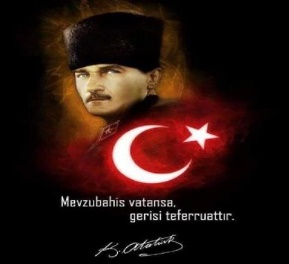 Mevzubahis vatansa,
gerisi teferruattır.
K. Atatürk